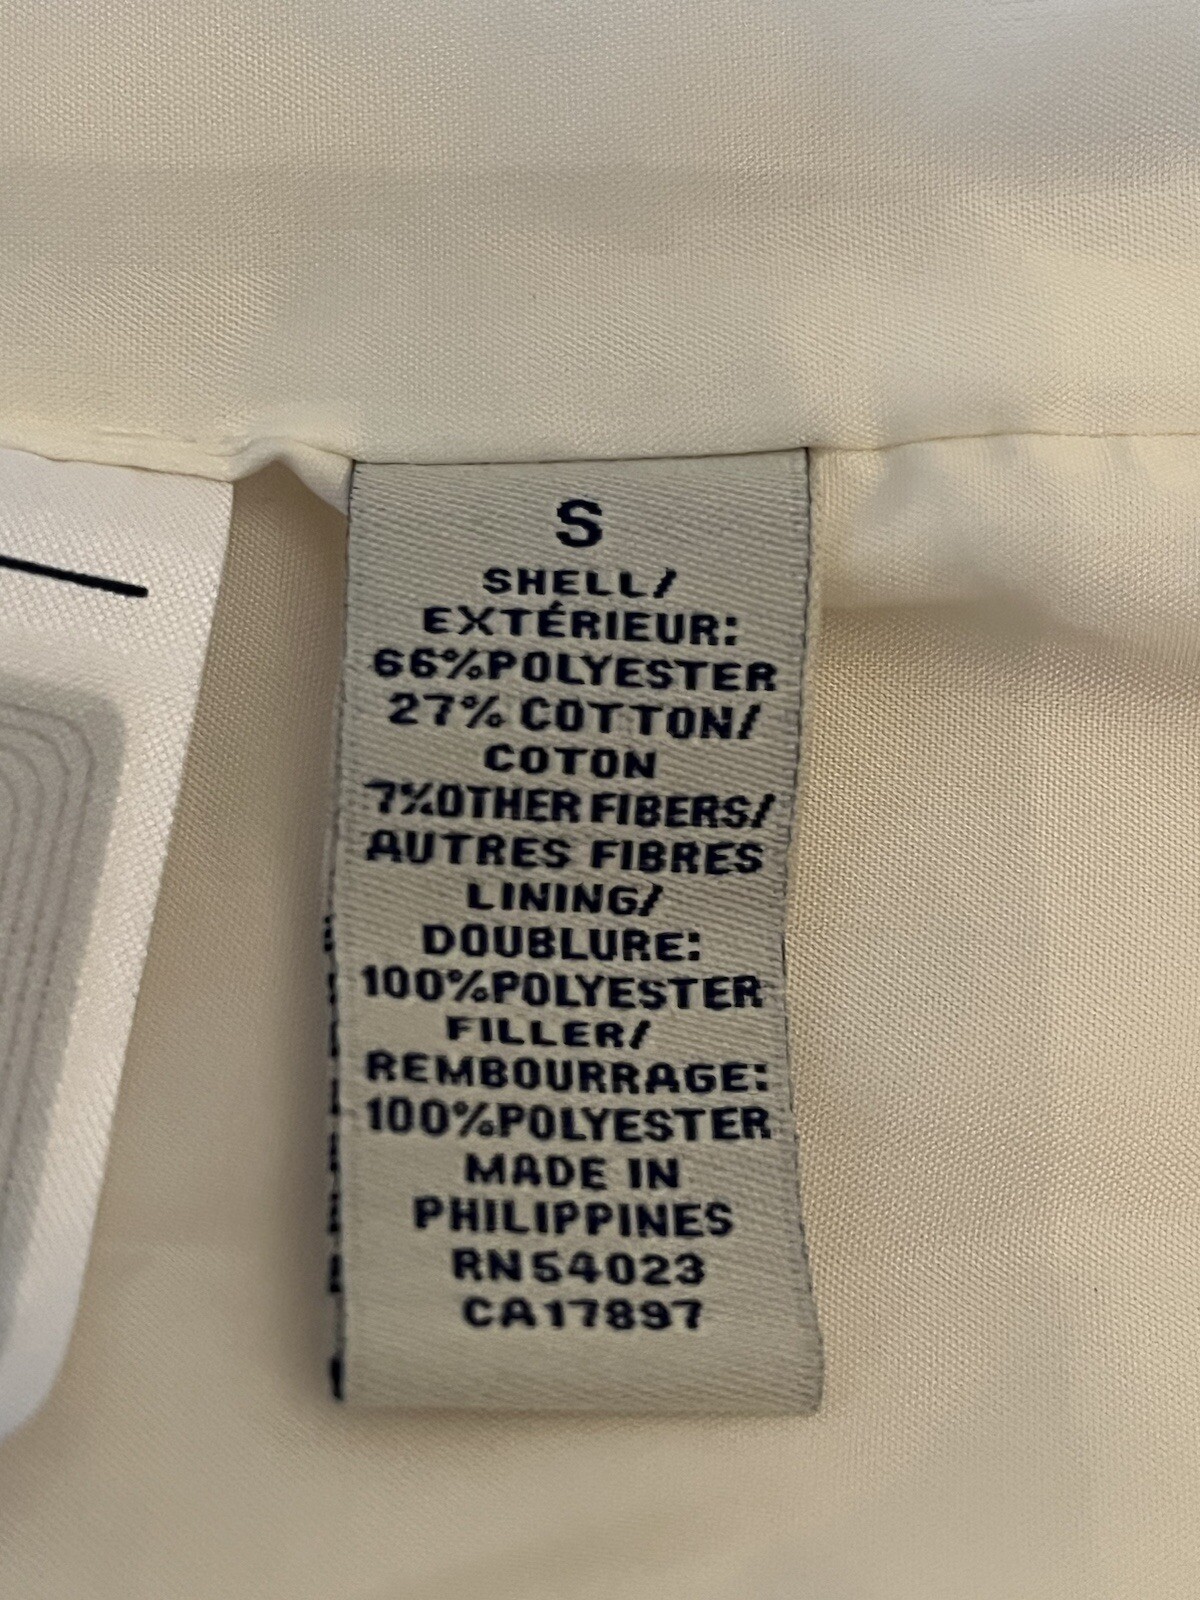 S
SHELL/
EXTÉRIEUR:
66%POLYESTER
27% COTTON/
COTON
7%OTHER FIBERS/
AUTRES FIBRES
LINING/
DOUBLURE:
100%POLYESTER
FILLER/
REMBOURRAGE:
100%POLYESTER
MADE IN
PHILIPPINES
RN54023
CA17897